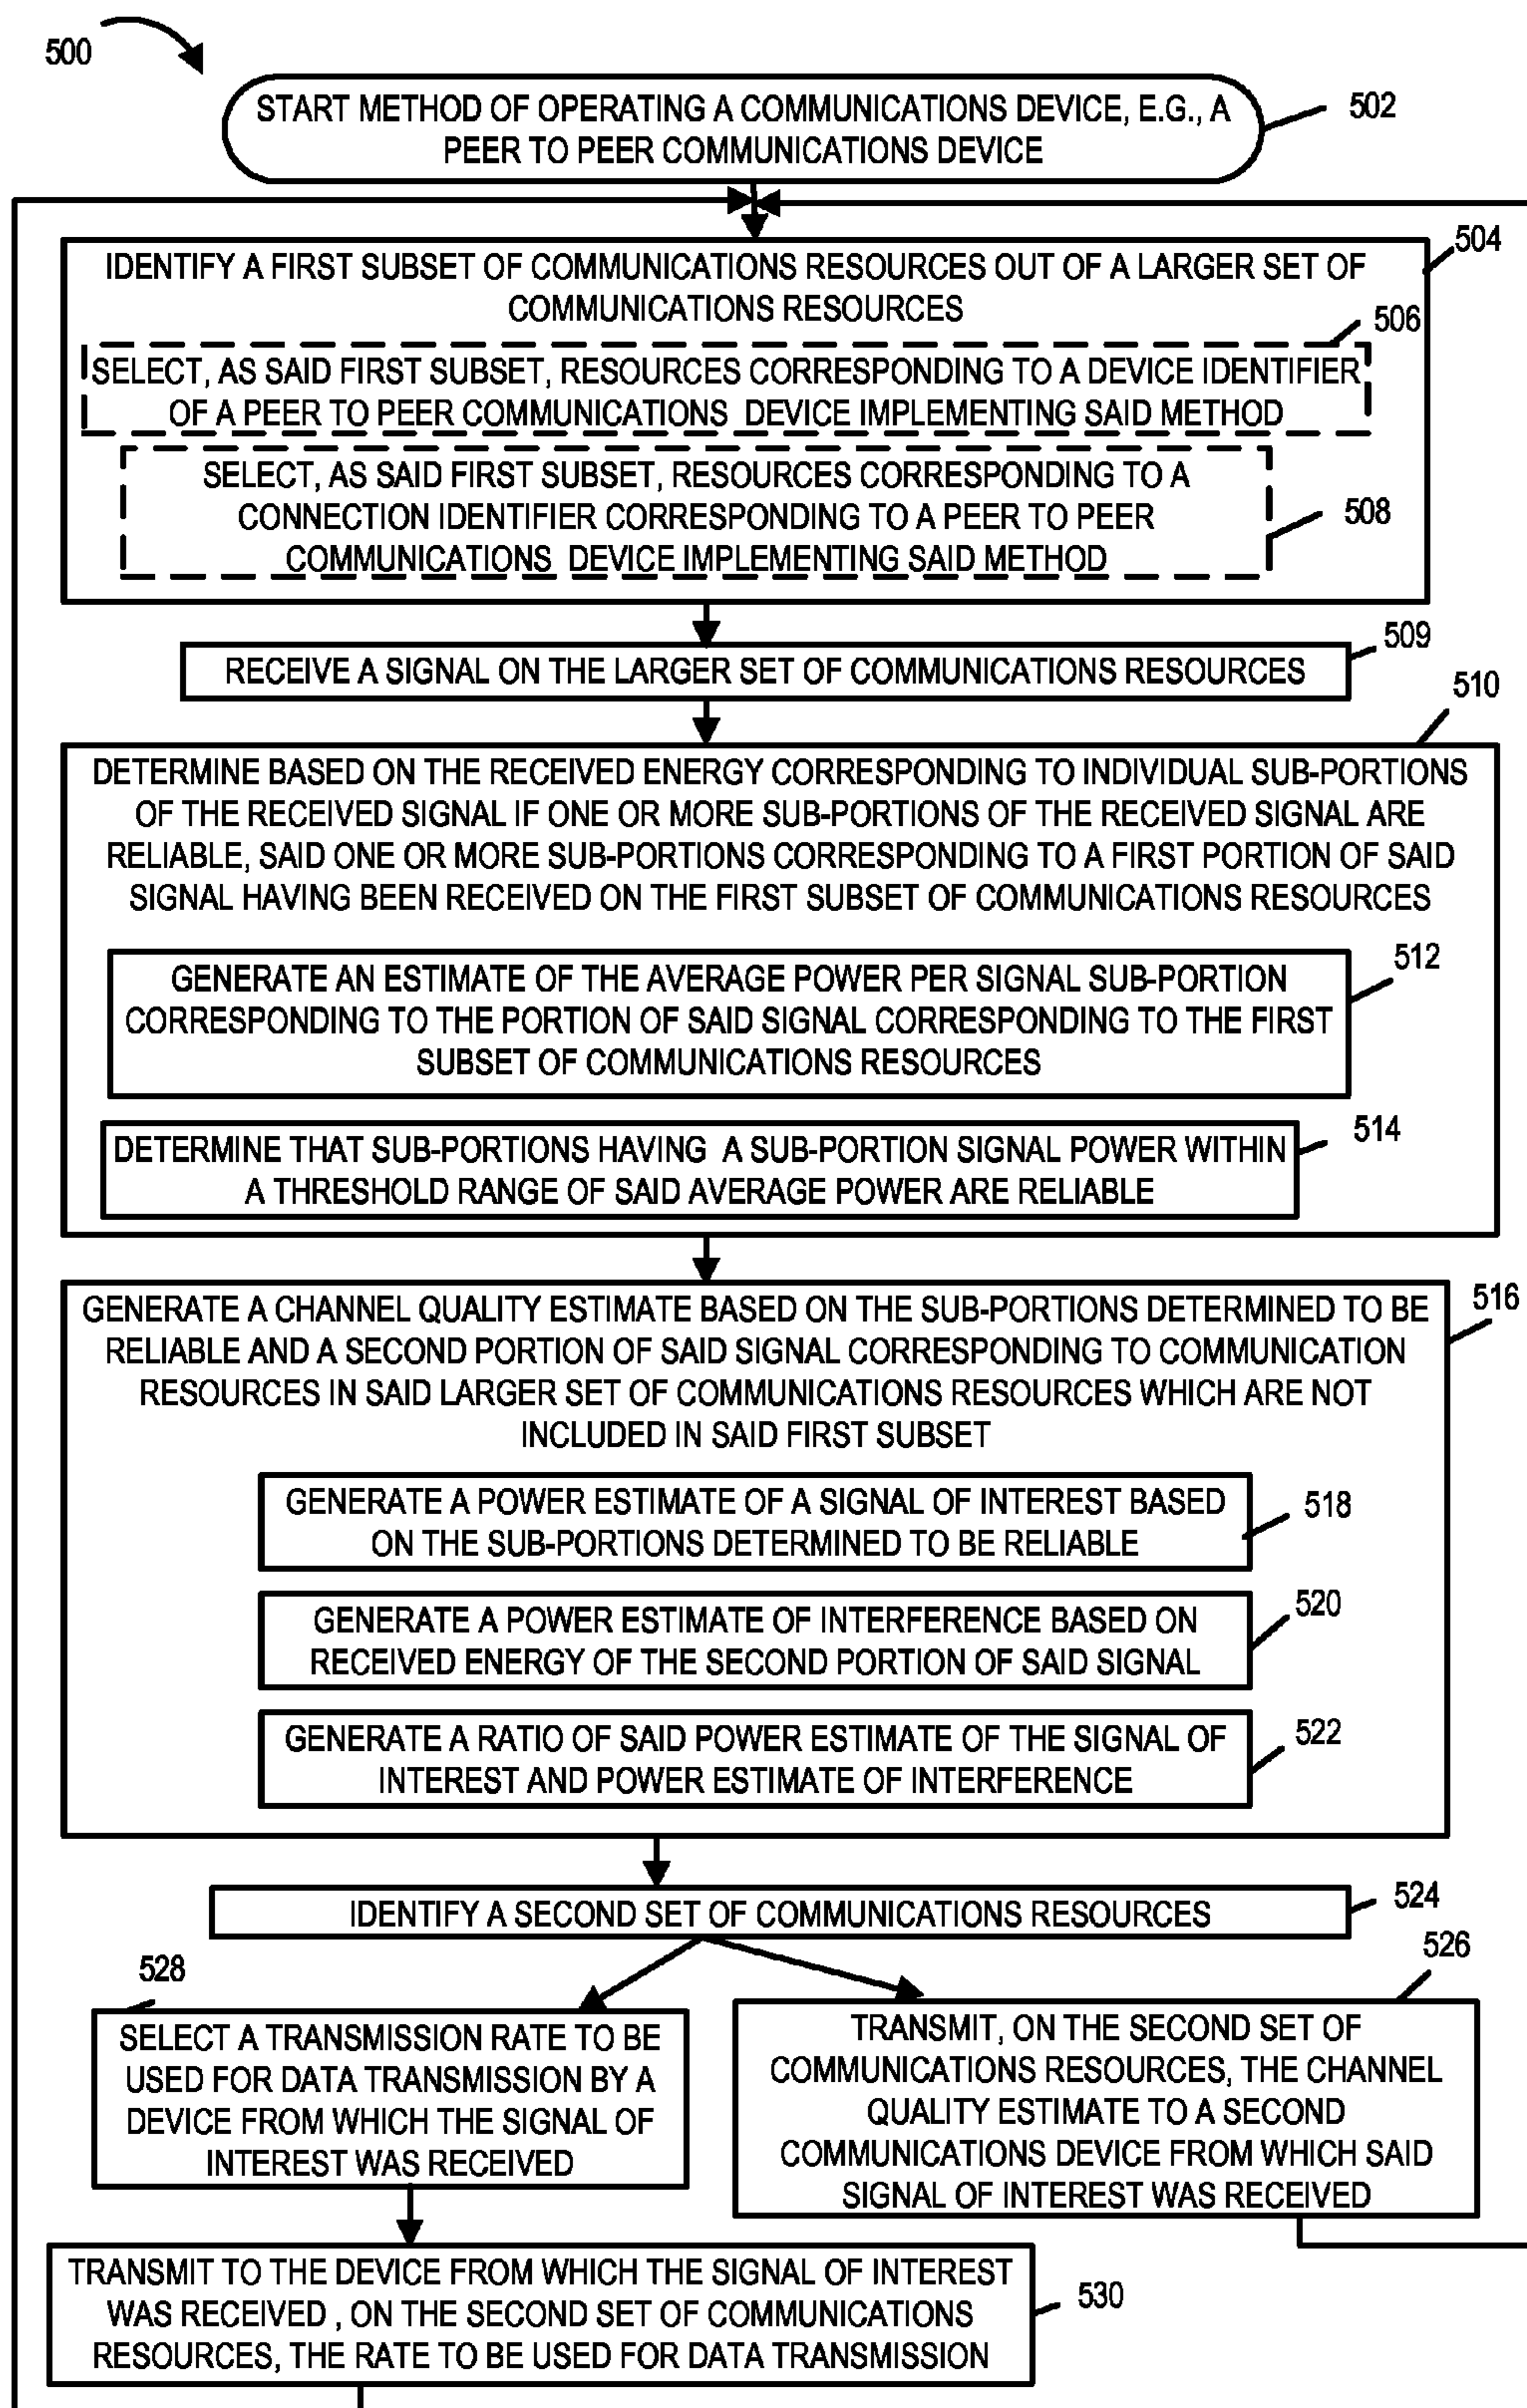 500
START METHOD OF OPERATING A COMMUNICATIONS DEVICE, E.G., A
PEER TO PEER COMMUNICATIONS DEVICE
502
504
IDENTIFY A FIRST SUBSET OF COMMUNICATIONS RESOURCES OUT OF A LARGER SET OF
COMMUNICATIONS RESOURCES
506
SELECT, AS SAID FIRST SUBSET, RESOURCES CORRESPONDING TO A DEVICE IDENTIFIER
OF A PEER TO PEER COMMUNICATIONS DEVICE IMPLEMENTING SAID METHOD
SELECT, AS SAID FIRST SUBSET, RESOURCES CORRESPONDING TO A
CONNECTION IDENTIFIER CORRESPONDING TO A PEER TO PEER
COMMUNICATIONS DEVICE IMPLEMENTING SAID METHOD
508
509
RECEIVE A SIGNAL ON THE LARGER SET OF COMMUNICATIONS RESOURCES
510
DETERMINE BASED ON THE RECEIVED ENERGY CORRESPONDING TO INDIVIDUAL SUB-PORTIONS
OF THE RECEIVED SIGNAL IF ONE OR MORE SUB-PORTIONS OF THE RECEIVED SIGNAL ARE
RELIABLE, SAID ONE OR MORE SUB-PORTIONS CORRESPONDING TO A FIRST PORTION OF SAID
SIGNAL HAVING BEEN RECEIVED ON THE FIRST SUBSET OF COMMUNICATIONS RESOURCES
512
GENERATE AN ESTIMATE OF THE AVERAGE POWER PER SIGNAL SUB-PORTION
CORRESPONDING TO THE PORTION OF SAID SIGNAL CORRESPONDING TO THE FIRST
SUBSET OF COMMUNICATIONS RESOURCES
514
DETERMINE THAT SUB-PORTIONS HAVING A SUB-PORTION SIGNAL POWER WITHIN
A THRESHOLD RANGE OF SAID AVERAGE POWER ARE RELIABLE
516
GENERATE A CHANNEL QUALITY ESTIMATE BASED ON THE SUB-PORTIONS DETERMINED TO BE
RELIABLE AND A SECOND PORTION OF SAID SIGNAL CORRESPONDING TO COMMUNICATION
RESOURCES IN SAID LARGER SET OF COMMUNICATIONS RESOURCES WHICH ARE NOT
INCLUDED IN SAID FIRST SUBSET
GENERATE A POWER ESTIMATE OF A SIGNAL OF INTEREST BASED
ON THE SUB-PORTIONS DETERMINED TO BE RELIABLE
518
GENERATE A POWER ESTIMATE OF INTERFERENCE BASED ON
RECEIVED ENERGY OF THE SECOND PORTION OF SAID SIGNAL
520
GENERATE A RATIO OF SAID POWER ESTIMATE OF THE SIGNAL OF
INTEREST AND POWER ESTIMATE OF INTERFERENCE
522
IDENTIFY A SECOND SET OF COMMUNICATIONS RESOURCES
524
528
SELECT A TRANSMISSION RATE TO BE
USED FOR DATA TRANSMISSION BY A
DEVICE FROM WHICH THE SIGNAL OF
INTEREST WAS RECEIVED
526
TRANSMIT, ON THE SECOND SET OF
COMMUNICATIONS RESOURCES, THE CHANNEL
QUALITY ESTIMATE TO A SECOND
COMMUNICATIONS DEVICE FROM WHICH SAID
SIGNAL OF INTEREST WAS RECEIVED
TRANSMIT TO THE DEVICE FROM WHICH THE SIGNAL OF INTEREST
WAS RECEIVED , ON THE SECOND SET OF COMMUNICATIONS
RESOURCES, THE RATE TO BE USED FOR DATA TRANSMISSION
530